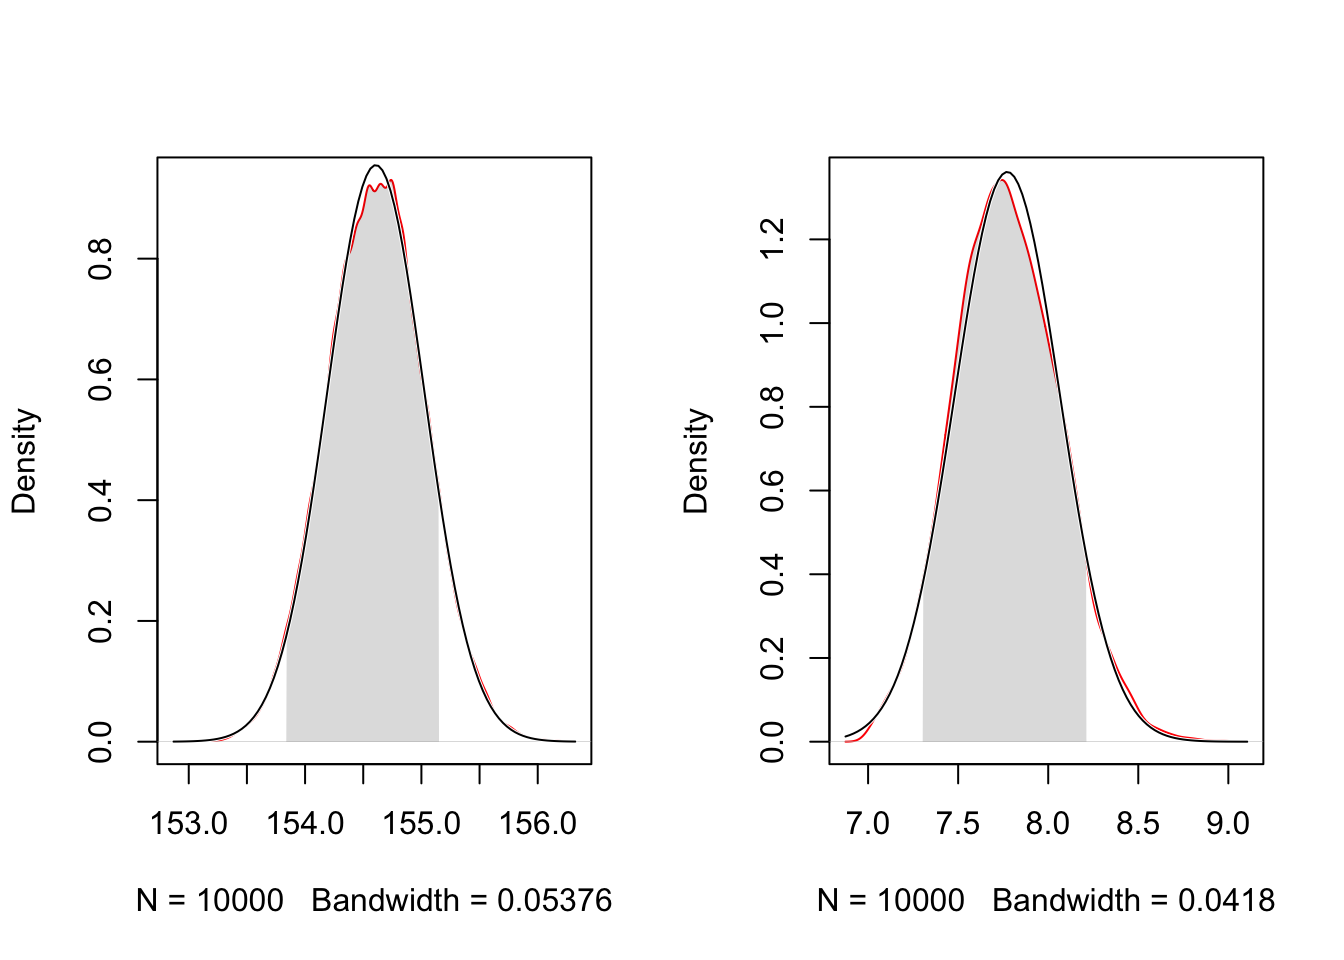 Density
0.0 0.2 0.4 0.6 0.8
153.0 154.0 155.0 156.0
N = 10000 Bandwidth = 0.05376
Density
0.0 0.2 0.4 0.6 0.8 1.0 1.2
7.0 7.5 8.0 8.5 9.0
N = 10000 Bandwidth = 0.0418